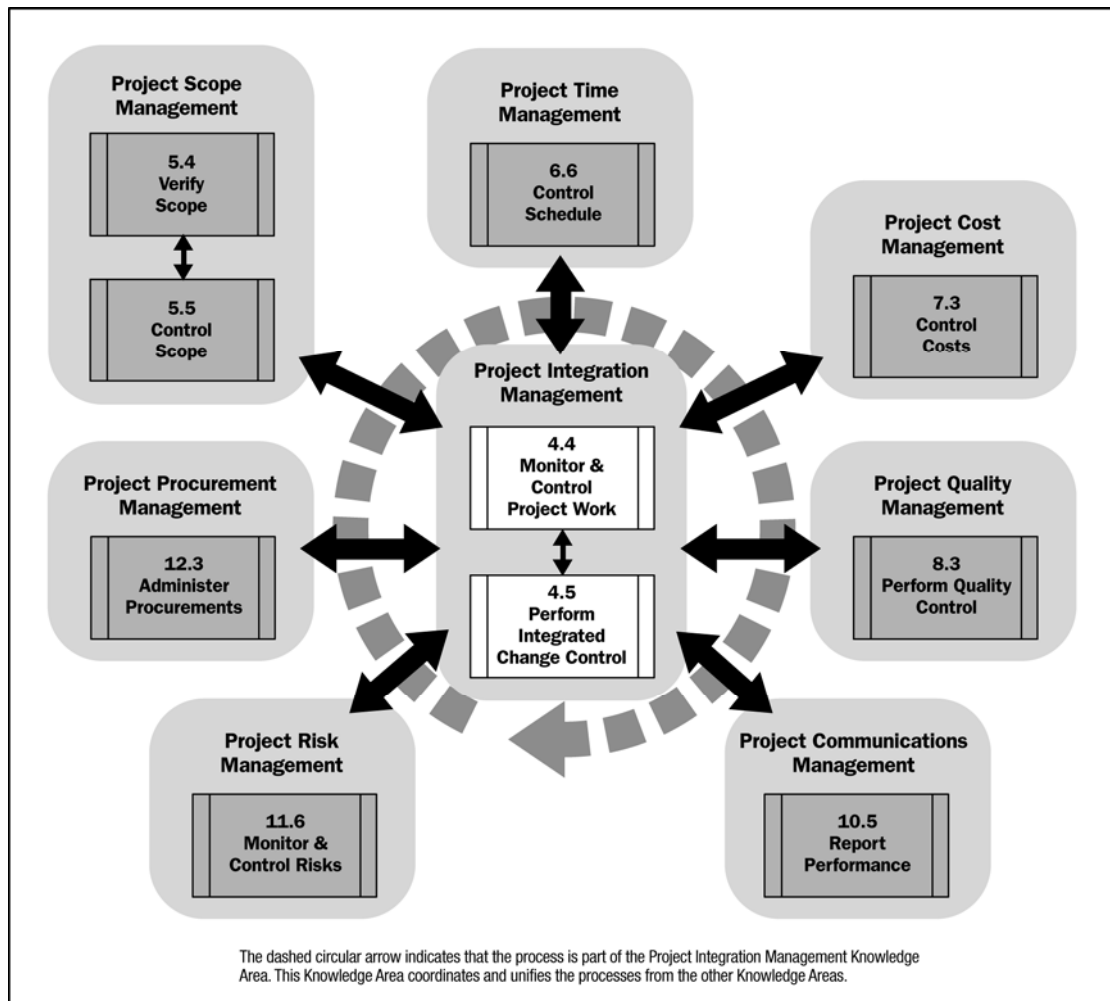 Project Scope
Management
5.4
Verify
Scope
5.5
Control
Scope
Project Time
Management
6.6
Control
Schedule
Project Cost
Management
7.3
Control
Costs
Project Integration
Management
4.4
Monitor &
Control
Project Work
4.5
Perform
Integrated
Change Control
Project Procurement
Management
12.3
Administer
Procurements
Project Quality
Management
8.3
Perform Quality
Control
Project Risk
Management
11.6
Monitor &
Control Risks
Project Communications
Management
10.5
Report
Performance
The dashed circular arrow indicates that the process is part of the Project Integration Management Knowledge
Area. This Knowledge Area coordinates and unifies the processes from the other Knowledge Areas.